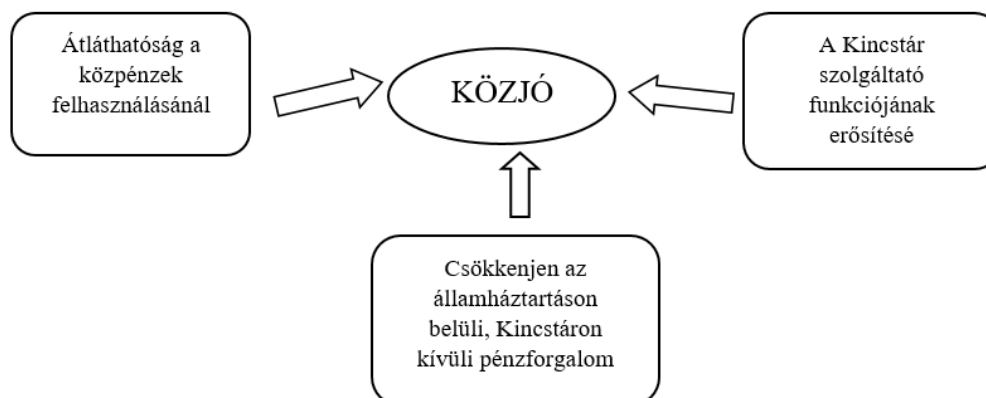 Átláthatóság a
közpénzek
felhasználásánál
KÖZJÓ
A Kincstár
szolgáltató
funkciójának
erősítésé
Csökkenjen az
államháztartáson
belüli, Kincstáron
kívüli pénzforgalom